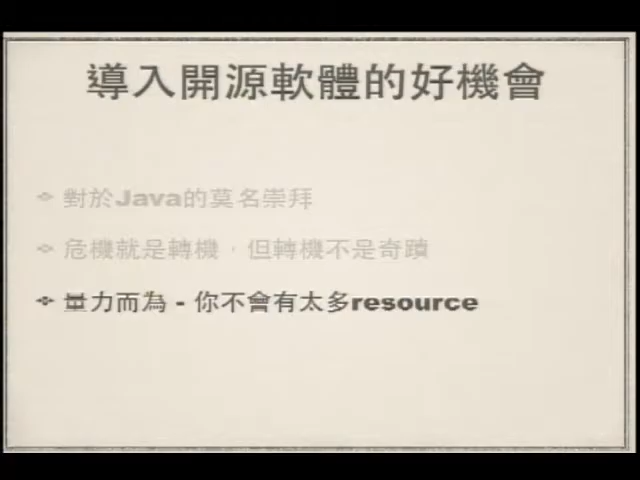 導入開源軟體的好機會
對於Java的莫名崇拜
危機就是轉機，但轉機不是奇蹟
量力而為 - 你不會有太多resource